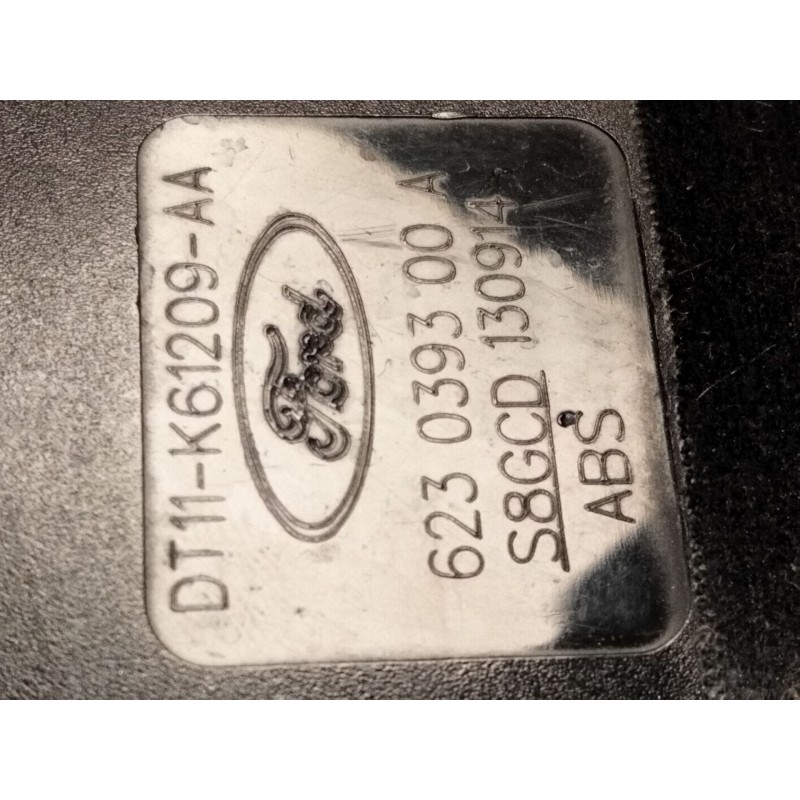 DT11-K61209-AA
Ford
623 0393 00 A
S8GCD 130914
ABS